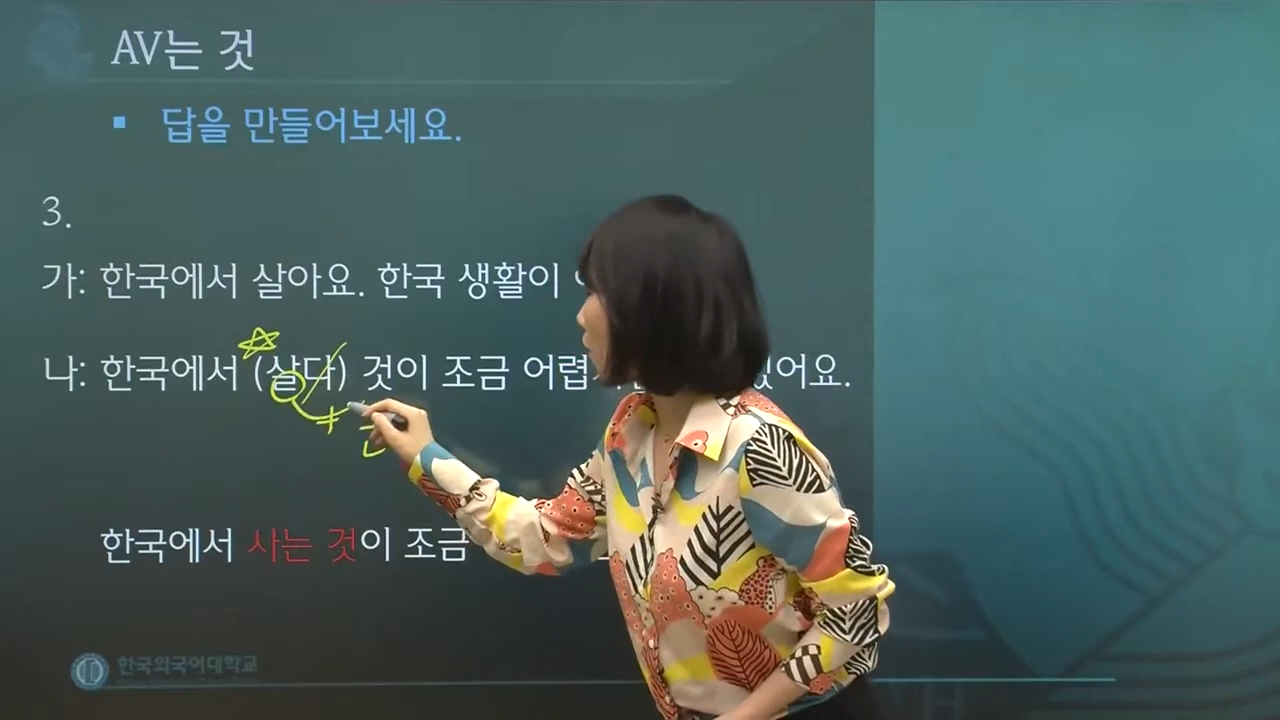 AV는 것
▪ 답을 만들어보세요.
3.
가: 한국에서 살아요. 한국 생활이
나: 한국에서 (살다) 것이 조금 어렵 있어요.
한국에서 사는 것이 조금
한국외국어대학교